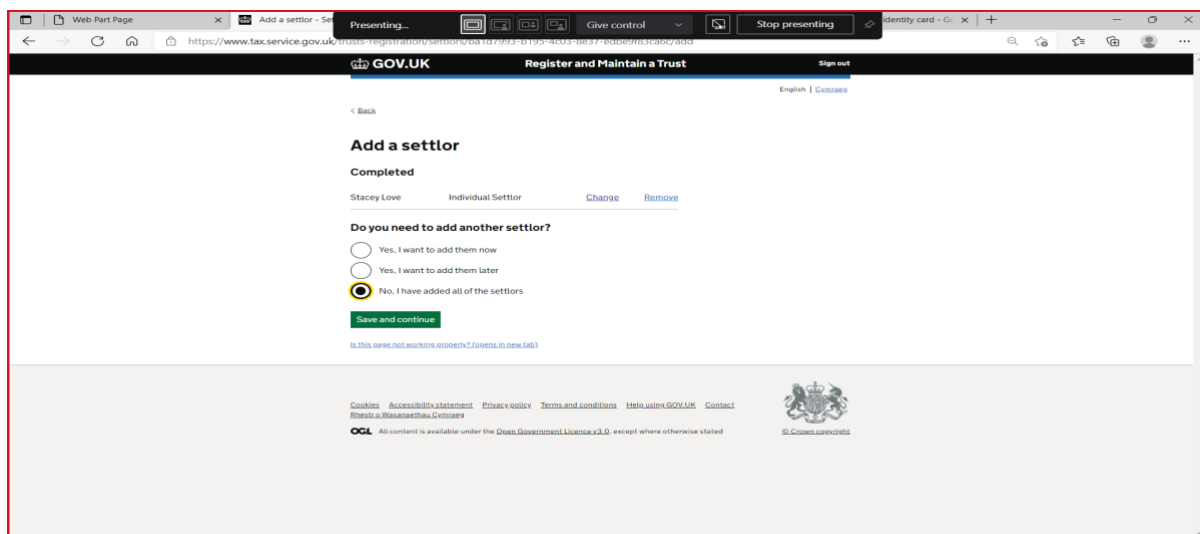 Web Part Page
Add a settlor - Set
Presenting...
Give control
Stop presenting
identity card - G
https://www.tax.service.gov.uk/trusts-registration/settlors/ba1d7993-b195-4c03-8e37-edbe9f83ca6c/add
GOV.UK Register and Maintain a Trust Sign out
English | Cymraeg
< Back
Add a settlor
Completed
Stacey Love Individual Settlor Change Remove
Do you need to add another settlor?
Yes, I want to add them now
Yes, I want to add them later
No, I have added all of the settlors
Save and continue
Is this page not working properly? (opens in new tab)
Cookies Accessibility statement Privacy policy Terms and conditions Help using GOV.UK Contact
Rhestr o Wasanaethau Cymraeg
OGL All content is available under the Open Government Licence v3.0, except where otherwise stated
© Crown copyright